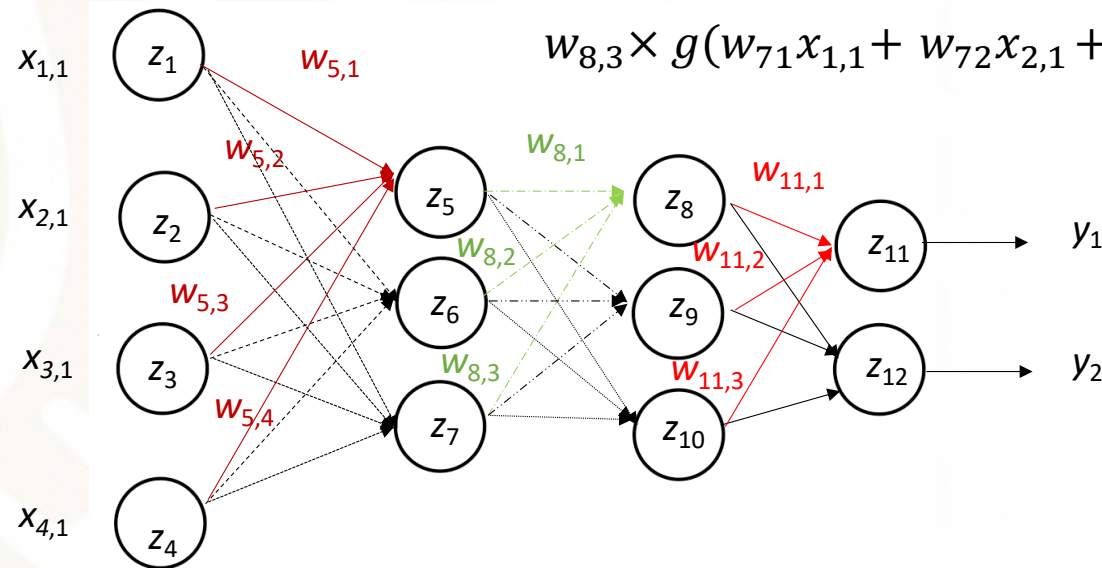 w8,3 × g(w71x1,1 + w72x2,1 +
x1,1
z1
w5,1
w5,2
w8,1
x2,1
z2
z5
z8
w11,1
w8,2
w11,2
z11
y1
w5,3
z6
z9
x3,1
z3
w8,3
w11,3
z12
y2
w5,4
z7
z10
x4,1
z4